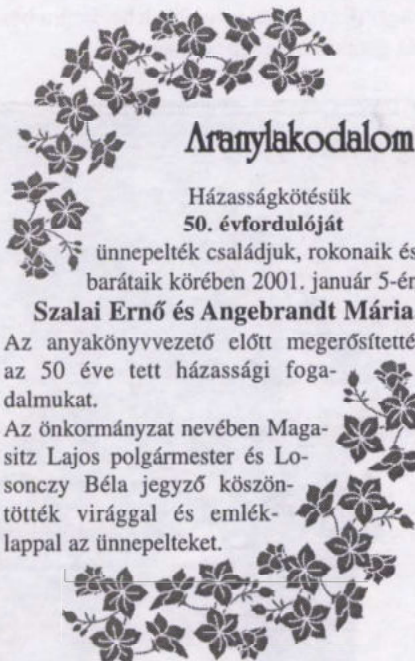 Aranylakodalom
Házasságkötésük
50. évfordulóját
ünnepelték családjuk, rokonaik és
barátaik körében 2001. január 5-én
Szalai Ernő és Angebrandt Mária
Az anyakönyvvezető előtt megerősítették
az 50 éve tett házassági foga-
dalmukat.
Az önkormányzat nevében Maga-
sitz Lajos polgármester és Lo-
sonczy Béla jegyző köszön-
tötték virággal és emlék-
lappal az ünnepelteket.